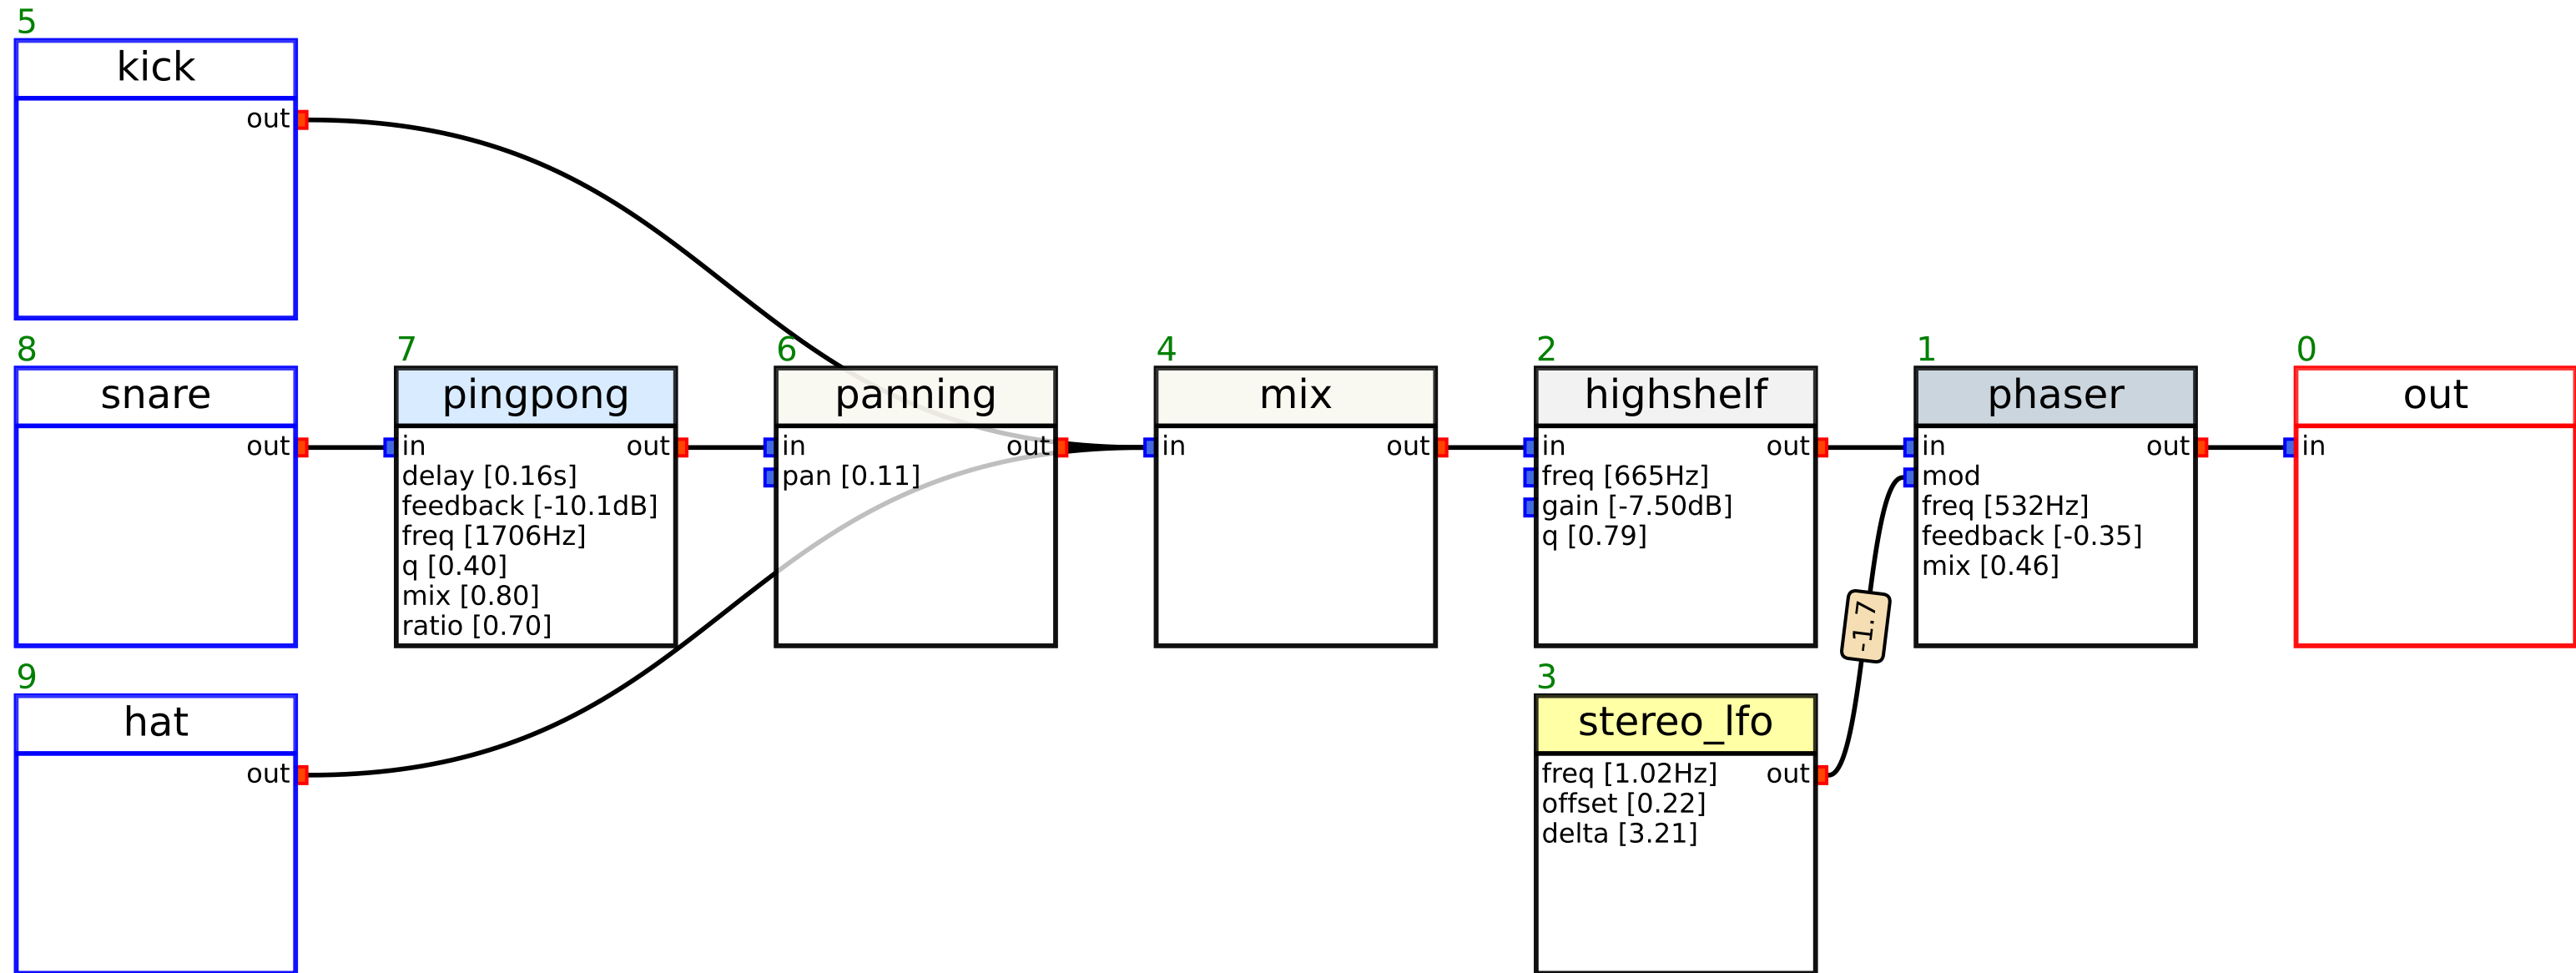 5
kick
out
8
snare
out
7
pingpong
in out
delay [0.16s]
feedback [-10.1dB]
freq [1706Hz]
q [0.40]
mix [0.80]
ratio [0.70]
6
panning
in out
pan [0.11]
4
mix
in out
2
highshelf
in out
freq [665Hz]
gain [-7.50dB]
q [0.79]
1
phaser
in out
mod
freq [532Hz]
feedback [-0.35]
mix [0.46]
0
out
in
-1.7
9
hat
out
3
stereo_lfo
freq [1.02Hz] out
offset [0.22]
delta [3.21]